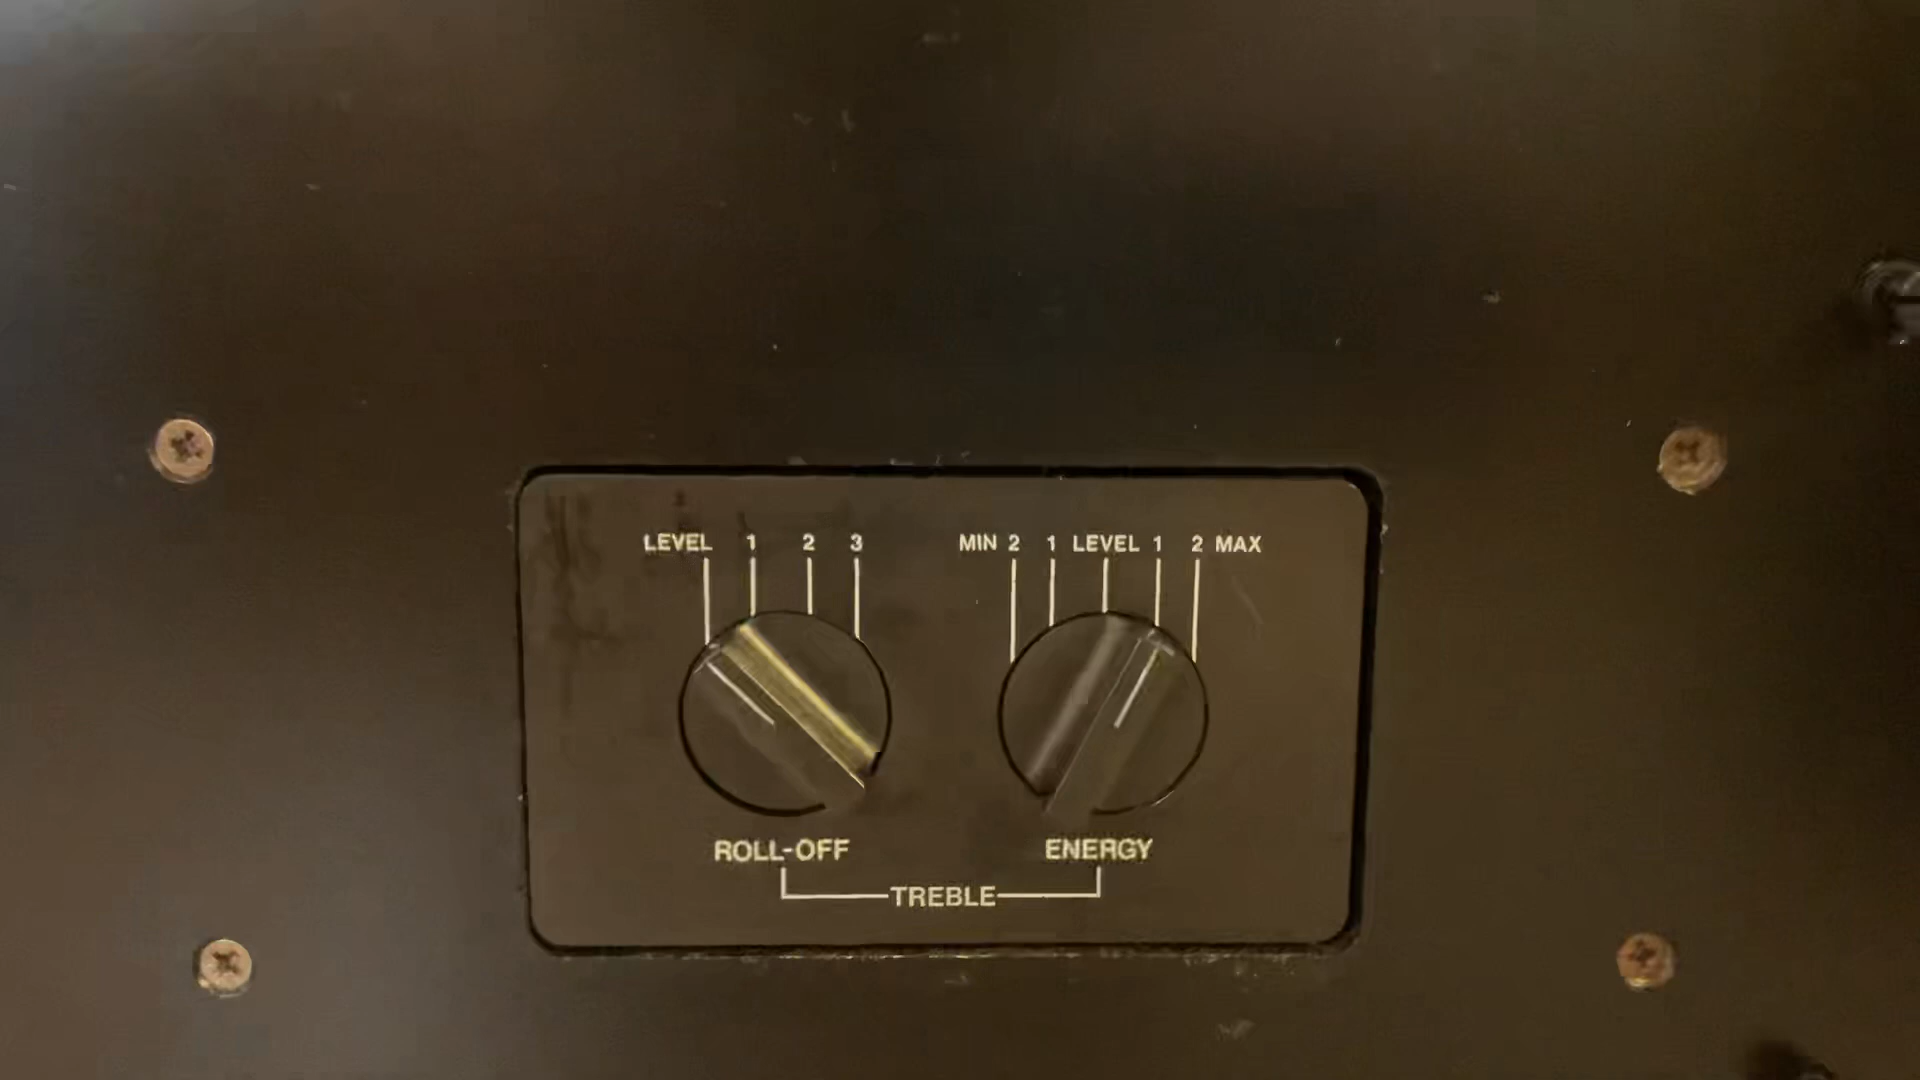 LEVEL 1 2 3
MIN 2 1 LEVEL 1 2 MAX
ROLL-OFF
ENERGY
TREBLE